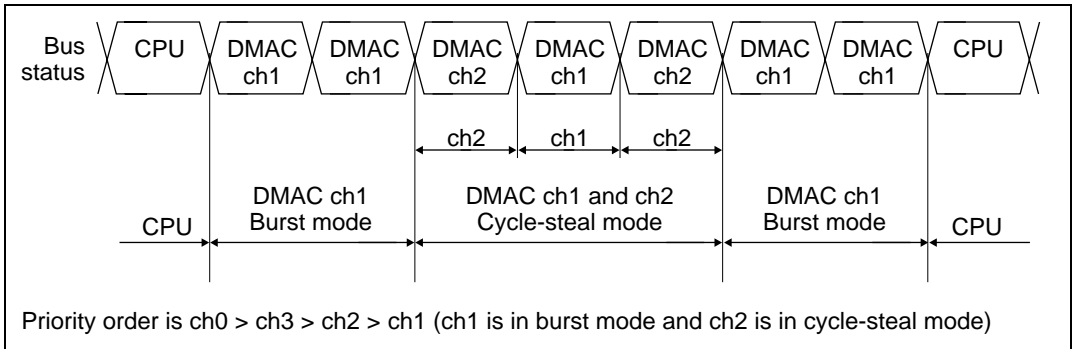 Bus status
CPU
DMAC ch1
DMAC ch1
DMAC ch2
DMAC ch1
DMAC ch2
DMAC ch1
DMAC ch1
CPU
ch2
ch1
ch2
CPU
DMAC ch1
Burst mode
DMAC ch1 and ch2
Cycle-steal mode
DMAC ch1
Burst mode
CPU
Priority order is ch0 > ch3 > ch2 > ch1 (ch1 is in burst mode and ch2 is in cycle-steal mode)